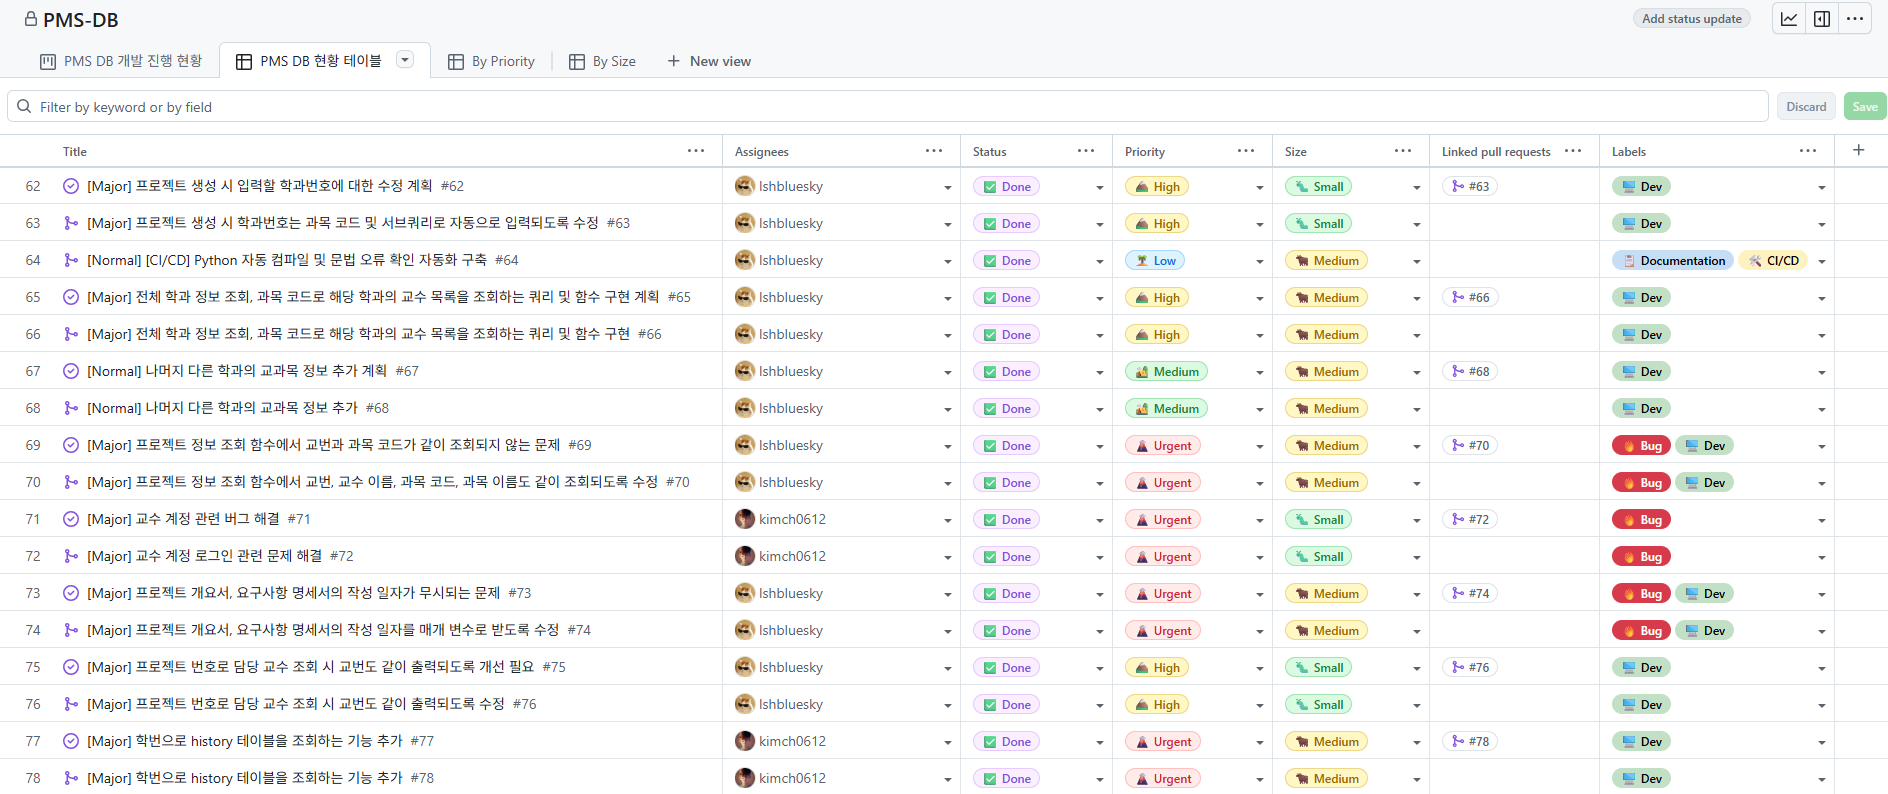 PMS-DB
Add status update
PMS DB 개발 진행 현황 PMS DB 현황 테이블 By Priority By Size New view
Filter by keyword or by field Discard Save
Title Assignees Status Priority Size Linked pull requests Labels
62 [Major] 프로젝트 생성 시 입력할 학과번호에 대한 수정 계획 #62 lshbluesky Done High Small #63 Dev
63 [Major] 프로젝트 생성 시 학과번호는 과목 코드 및 서브쿼리로 자동으로 입력되도록 수정 #63 lshbluesky Done High Small Dev
64 [Normal] [CI/CD] Python 자동 컴파일 및 문법 오류 확인 자동화 구축 #64 lshbluesky Done Low Medium Documentation CI/CD
65 [Major] 전체 학과 정보 조회, 과목 코드로 해당 학과의 교수 목록을 조회하는 쿼리 및 함수 구현 계획 #65 lshbluesky Done High Medium #66 Dev
66 [Major] 전체 학과 정보 조회, 과목 코드로 해당 학과의 교수 목록을 조회하는 쿼리 및 함수 구현 #66 lshbluesky Done High Medium Dev
67 [Normal] 나머지 다른 학과의 교과목 정보 추가 계획 #67 lshbluesky Done Medium Medium #68 Dev
68 [Normal] 나머지 다른 학과의 교과목 정보 추가 #68 lshbluesky Done Medium Medium Dev
69 [Major] 프로젝트 정보 조회 함수에서 교번과 과목 코드가 같이 조회되지 않는 문제 #69 lshbluesky Done Urgent Medium #70 Bug Dev
70 [Major] 프로젝트 정보 조회 함수에서 교번, 교수 이름, 과목 코드, 과목 이름도 같이 조회되도록 수정 #70 lshbluesky Done Urgent Medium Bug Dev
71 [Major] 교수 계정 관련 버그 해결 #71 kimch0612 Done Urgent Small #72 Bug
72 [Major] 교수 계정 로그인 관련 문제 해결 #72 kimch0612 Done Urgent Small Bug
73 [Major] 프로젝트 개요서, 요구사항 명세서의 작성 일자가 무시되는 문제 #73 lshbluesky Done Urgent Medium #74 Bug Dev
74 [Major] 프로젝트 개요서, 요구사항 명세서의 작성 일자를 매개 변수로 받도록 수정 #74 lshbluesky Done Urgent Medium Bug Dev
75 [Major] 프로젝트 번호로 담당 교수 조회 시 교번도 같이 출력되도록 개선 필요 #75 lshbluesky Done High Small #76 Dev
76 [Major] 프로젝트 번호로 담당 교수 조회 시 교번도 같이 출력되도록 수정 #76 lshbluesky Done High Small Dev
77 [Major] 학번으로 history 테이블을 조회하는 기능 추가 #77 kimch0612 Done Urgent Medium #78 Dev
78 [Major] 학번으로 history 테이블을 조회하는 기능 추가 #78 kimch0612 Done Urgent Medium Dev